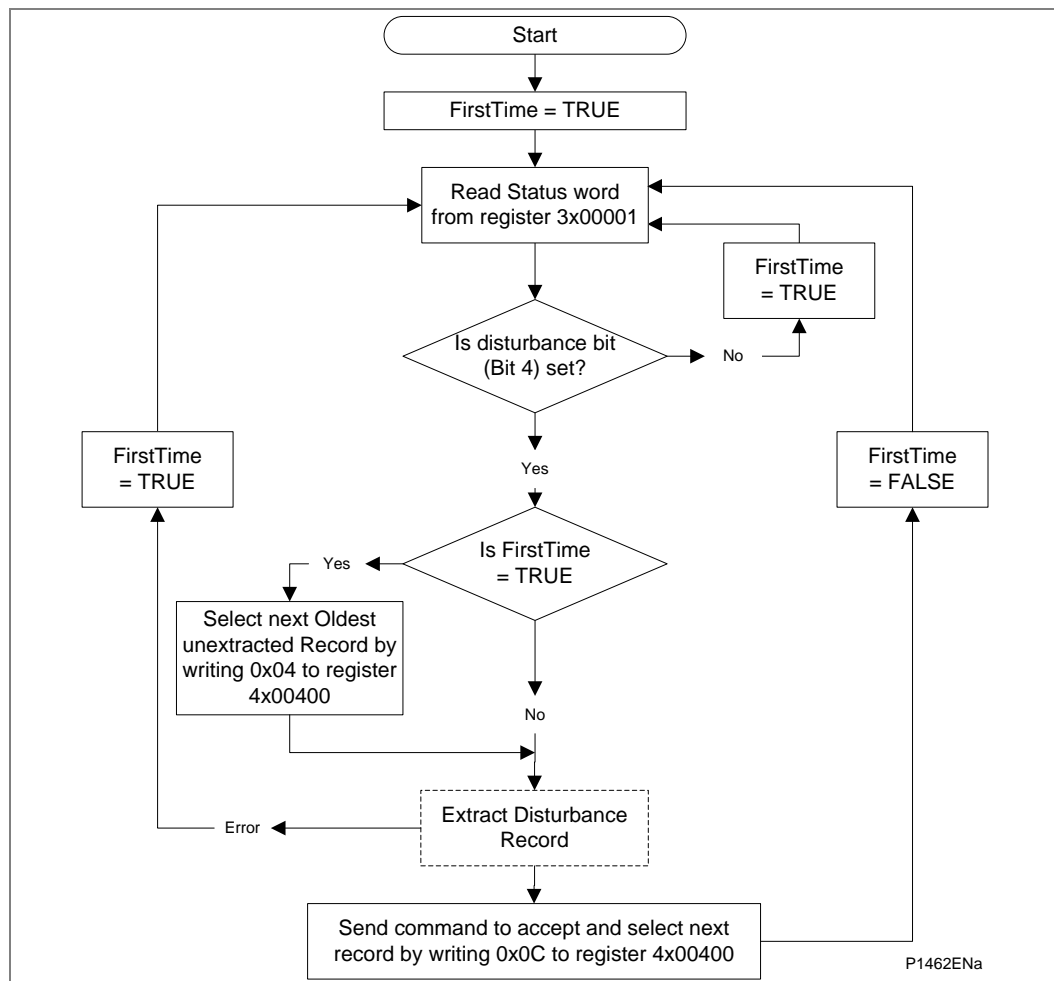 Start
FirstTime = TRUE
Read Status word
from register 3x00001
FirstTime
= TRUE
Is disturbance bit
(Bit 4) set?
No
FirstTime
= TRUE
Yes
FirstTime
= FALSE
Is FirstTime
= TRUE
Yes
Select next Oldest
unextracted Record by
writing 0x04 to register
4x00400
No
Extract Disturbance
Record
Error
Send command to accept and select next
record by writing 0x0C to register 4x00400
P1462ENa